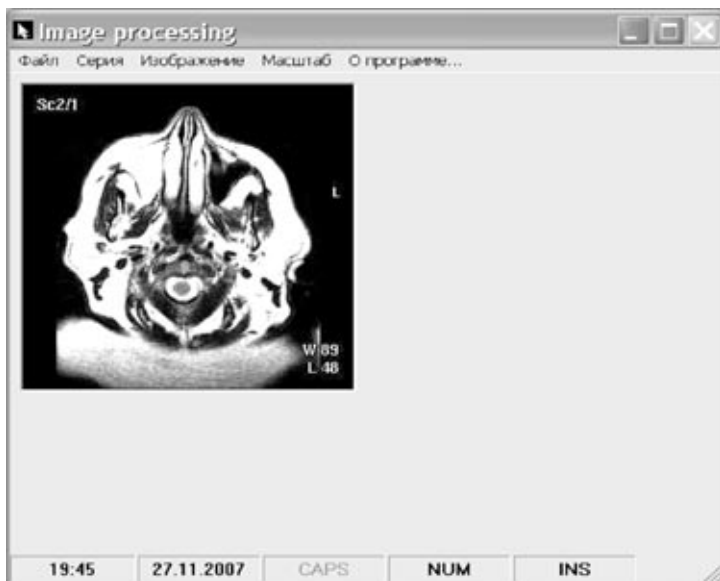 Image processing
Файл Серия Изображение Масштаб О программе...
Sc2/1
L
W 89
L 48
19:45 27.11.2007 CAPS NUM INS